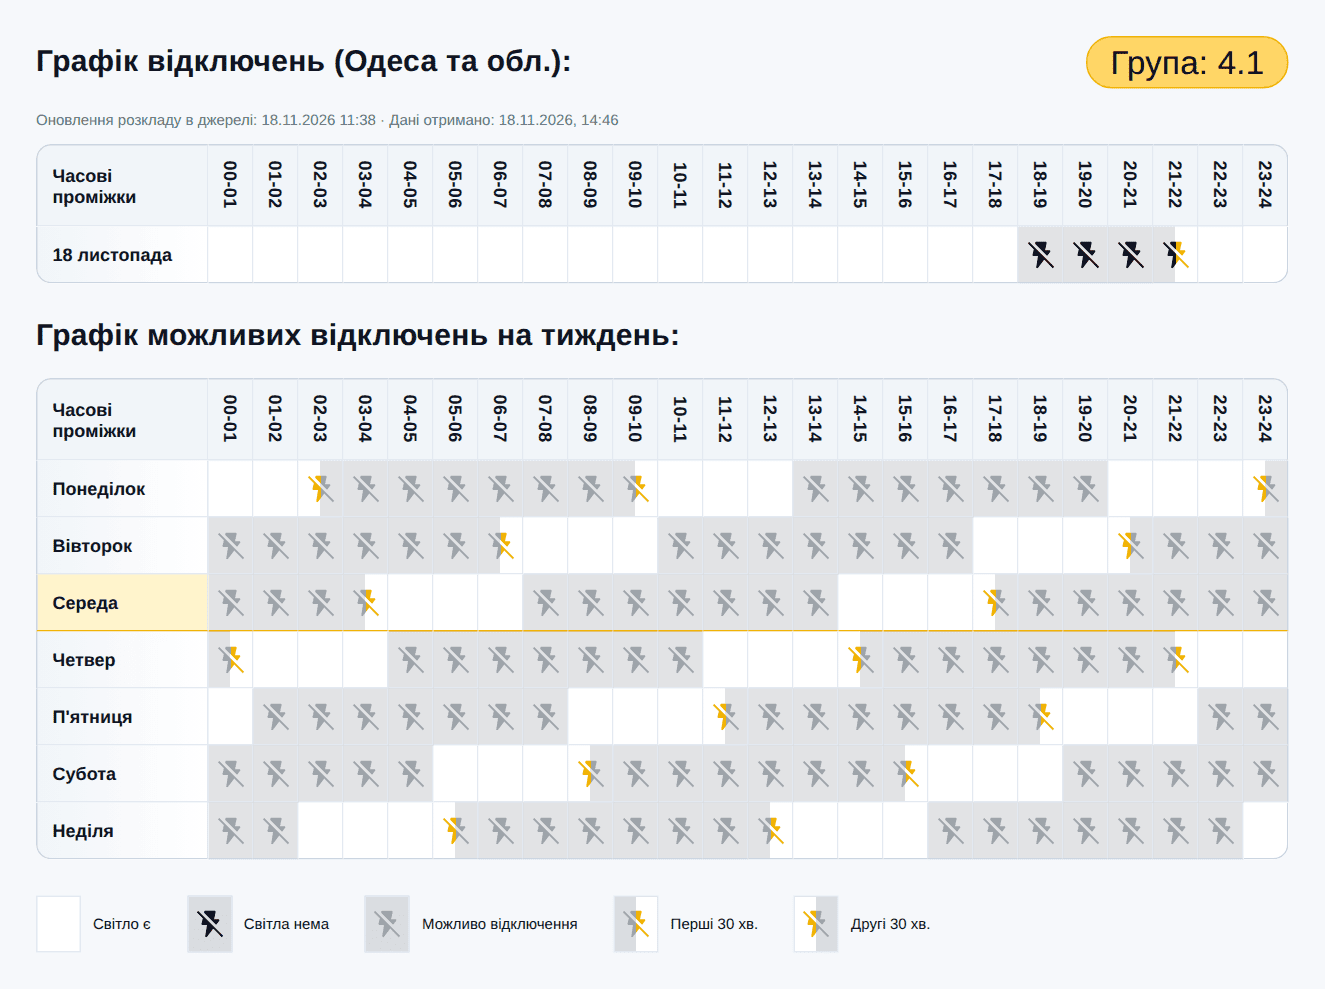 Графік відключень (Одеса та обл.):
Група: 4.1
Оновлення розкладу в джерелі: 18.11.2026 11:38 · Дані отримано: 18.11.2026, 14:46
Часові проміжки 00-01 01-02 02-03 03-04 04-05 05-06 06-07 07-08 08-09 09-10 10-11 11-12 12-13 13-14 14-15 15-16 16-17 17-18 18-19 19-20 20-21 21-22 22-23 23-24
18 листопада
Графік можливих відключень на тиждень:
Часові проміжки 00-01 01-02 02-03 03-04 04-05 05-06 06-07 07-08 08-09 09-10 10-11 11-12 12-13 13-14 14-15 15-16 16-17 17-18 18-19 19-20 20-21 21-22 22-23 23-24
Понеділок
Вівторок
Середа
Четвер
П'ятниця
Субота
Неділя
Світло є Світла нема Можливо відключення Перші 30 хв. Другі 30 хв.